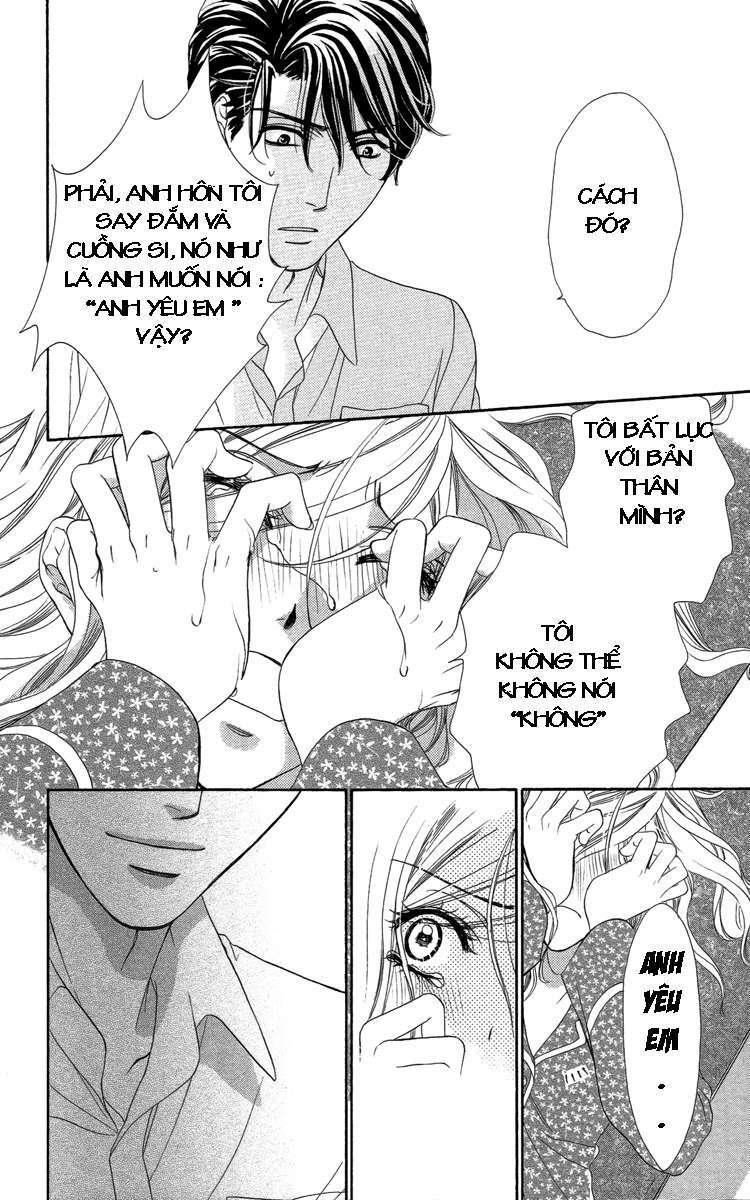 CÁCH
ĐÓ?
PHẢI, ANH HÔN TÔI
SAY ĐẮM VÀ
CUỒNG SI, NÓ NHƯ
LÀ ANH MUỐN NÓI :
“ANH YÊU EM ”
VẬY?
TÔI BẤT LỤC
VỚI BẢN
THÂN
MÌNH?
TÔI
KHÔNG THỂ
KHÔNG NÓI
“KHÔNG”
ANH
YÊU
EM
.
.